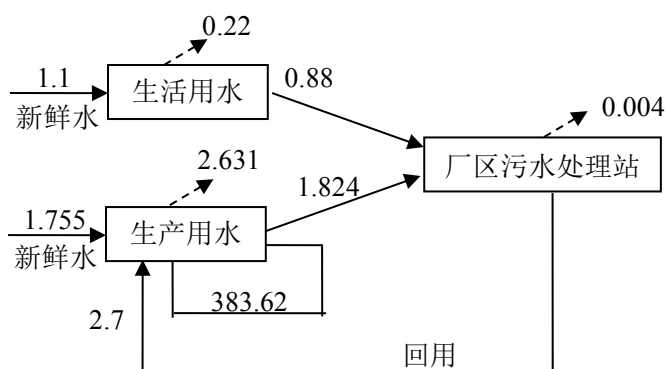 0.22
1.1
生活用水
0.88
新鲜水
0.004
2.631
厂区污水处理站
1.824
1.755
生产用水
新鲜水
383.62
2.7
回用